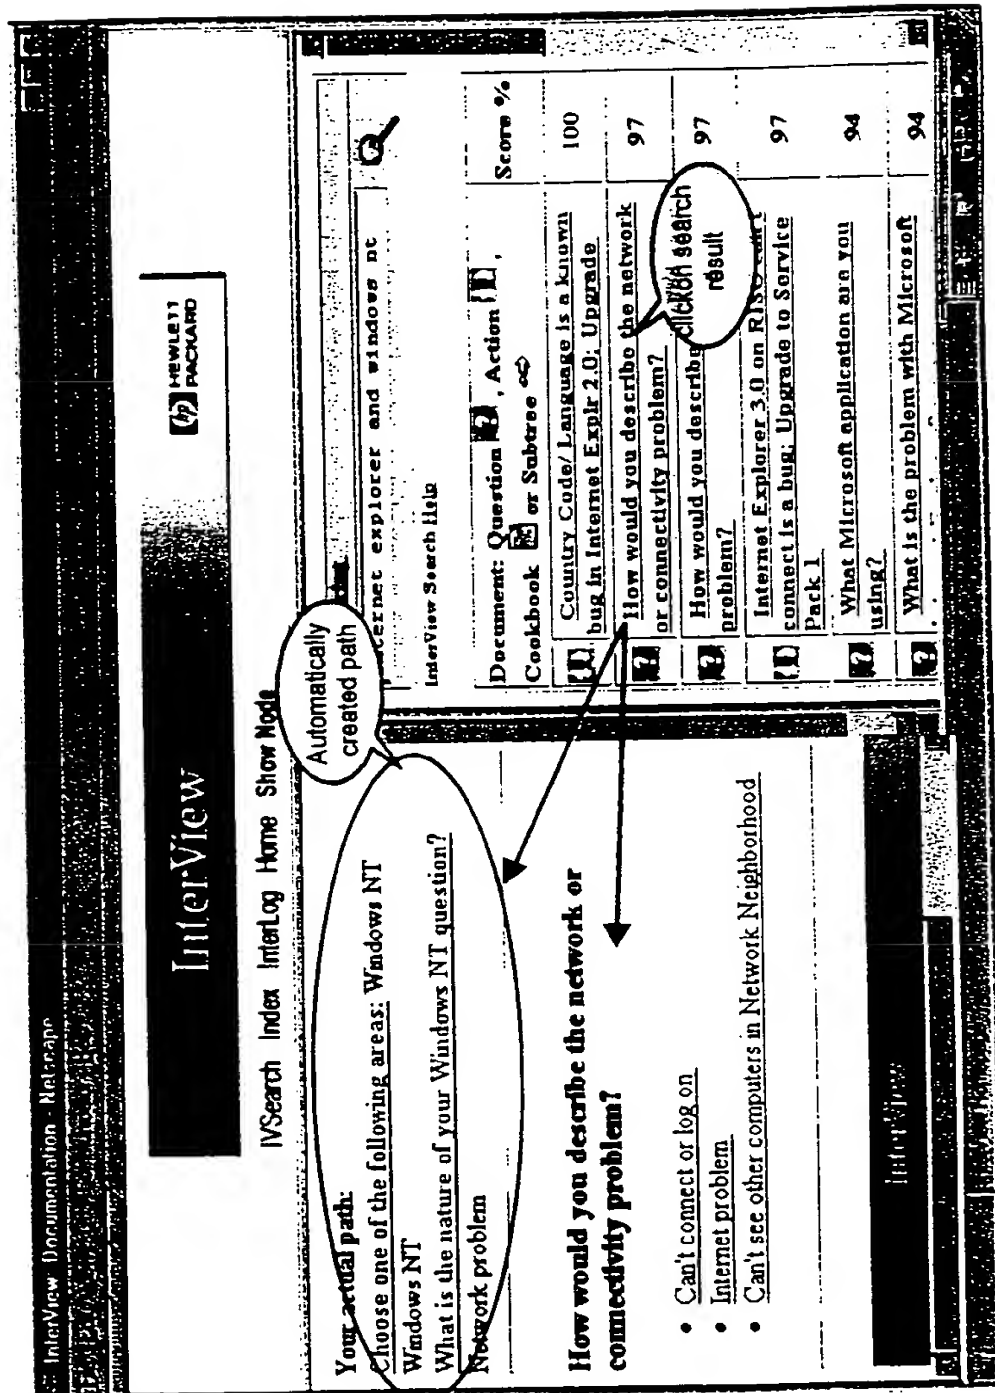 InterView Documentation - Netscape
InterView
hp HEWLETT
PACKARD
IVSearch Index InterLog Home Show Node
Your actual path:
Choose one of the following areas: Windows NT
Windows NT
What is the nature of your Windows NT question?
Network problem
Automatically
created path
How would you describe the network or
connectivity problem?
• Can't connect or log on
• Internet problem
• Can't see other computers in Network Neighborhood
InterView
explorer and windows nt
InterView Search Help
Document: Question ?, Action,
Cookbook or Subtree
Score %
Country Code/ Language is a known
bug in Internet Explr 2.0: Upgrade
100
How would you describe the network
or connectivity problem?
97
How would you describe
problem?
97
click on search
result
Internet Explorer 3.0 on RISC can't
connect is a bug: Upgrade to Service
Pack 1
97
What Microsoft application are you
using?
94
What is the problem with Microsoft
94